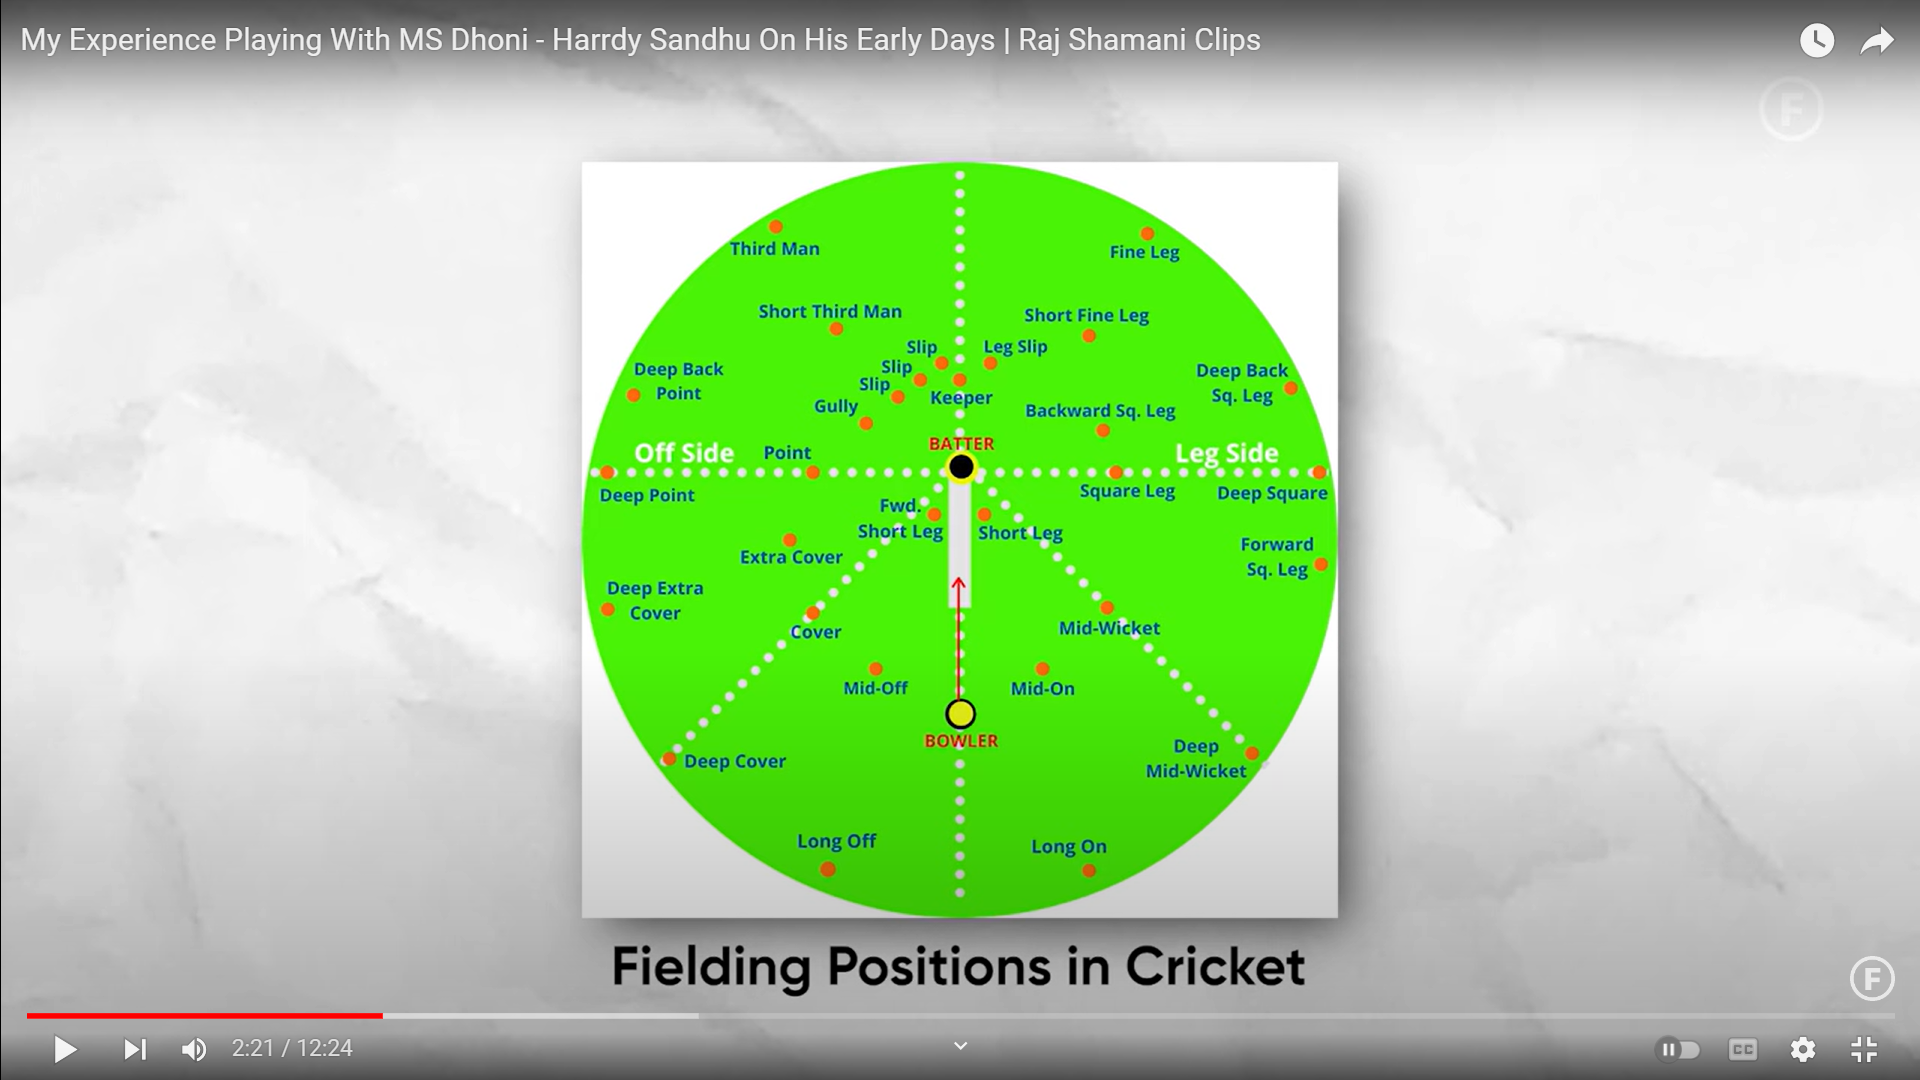 My Experience Playing With MS Dhoni - Harrdy Sandhu On His Early Days | Raj Shamani Clips
F
Third Man
Fine Leg
Short Third Man
Short Fine Leg
Slip
Leg Slip
Slip
Slip
Keeper
Deep Back
Point
Deep Back
Sq. Leg
Gully
Backward Sq. Leg
BATTER
Off Side
Point
Leg Side
Deep Point
Square Leg
Deep Square
Fwd.
Short Leg
Short Leg
Extra Cover
Forward
Sq. Leg
Deep Extra
Cover
Cover
Mid-Wicket
Mid-Off
Mid-On
BOWLER
Deep Cover
Deep
Mid-Wicket
Long Off
Long On
Fielding Positions in Cricket
F
2:21 / 12:24
CC